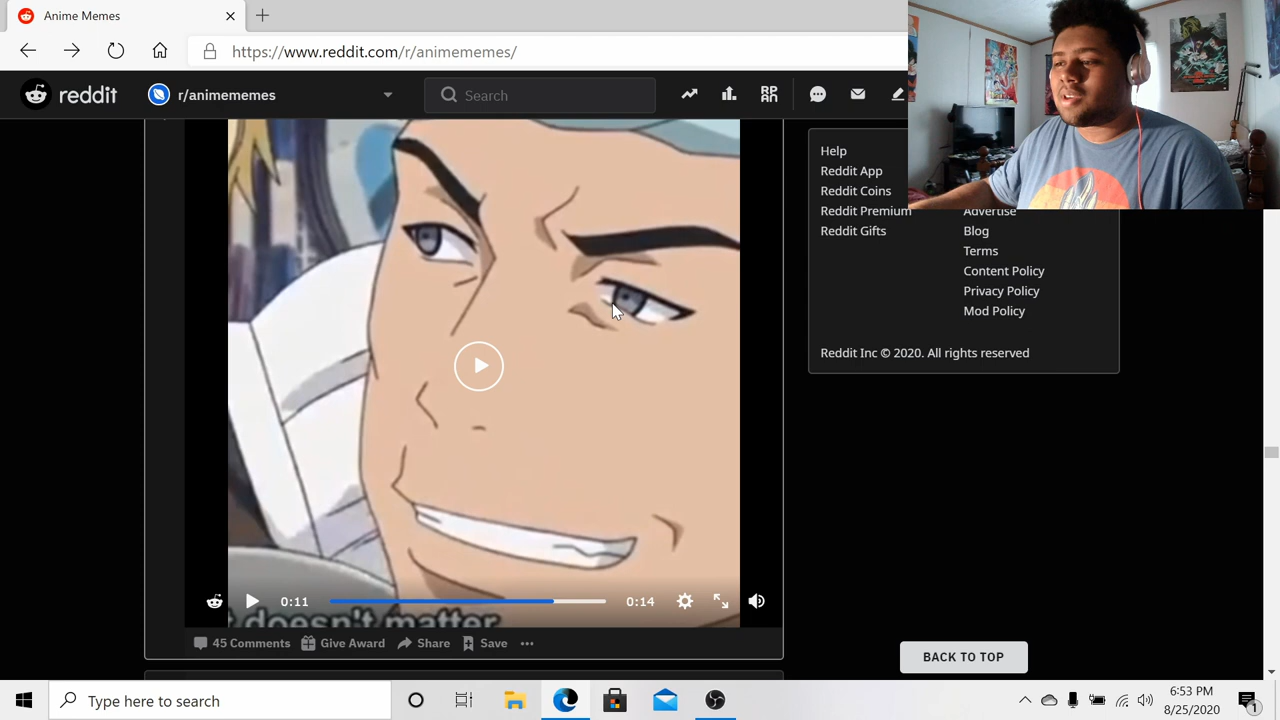 Anime Memes
https://www.reddit.com/r/animememes/
reddit
r/animememes
Search
Help
Reddit App
Reddit Coins
Reddit Premium
Reddit Gifts
Advertise
Blog
Terms
Content Policy
Privacy Policy
Mod Policy
Reddit Inc © 2020. All rights reserved
0:11
0:14
doesn't matter
45 Comments
Give Award
Share
Save
BACK TO TOP
Type here to search
6:53 PM
8/25/2020
1